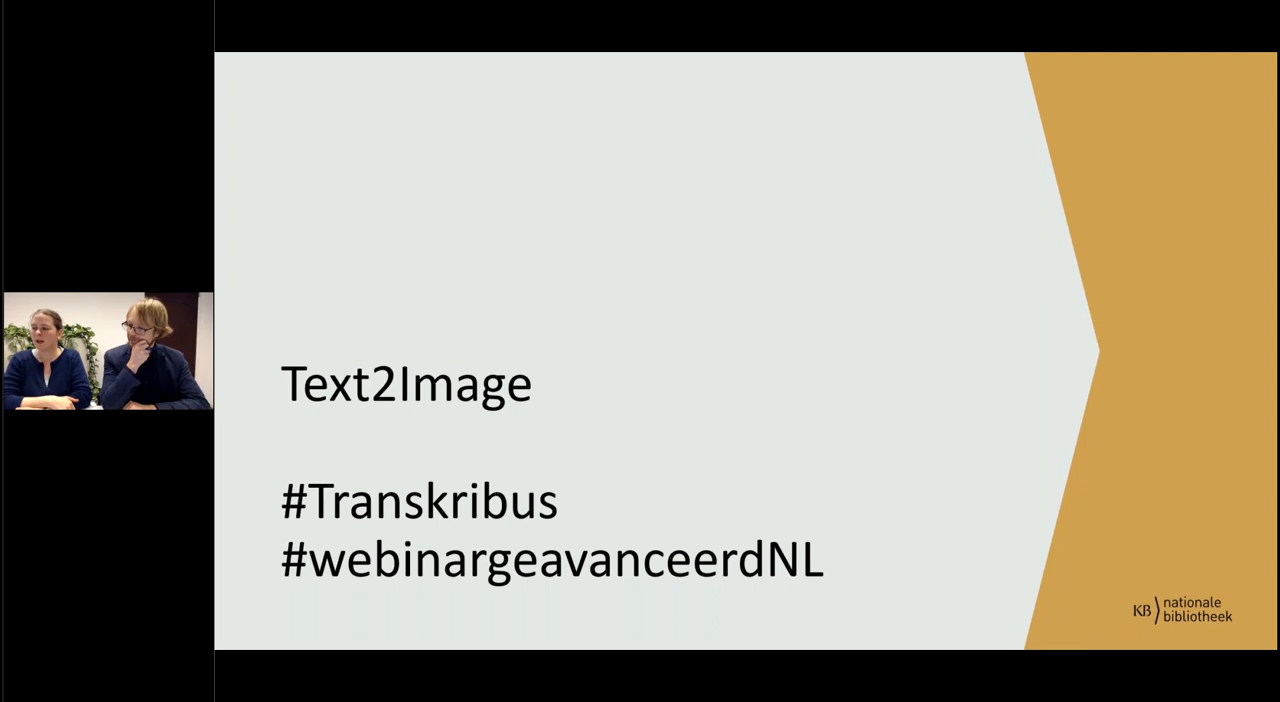 Text2Image
#Transkribus
#webinargeavanceerdNL
KB nationale
bibliotheek